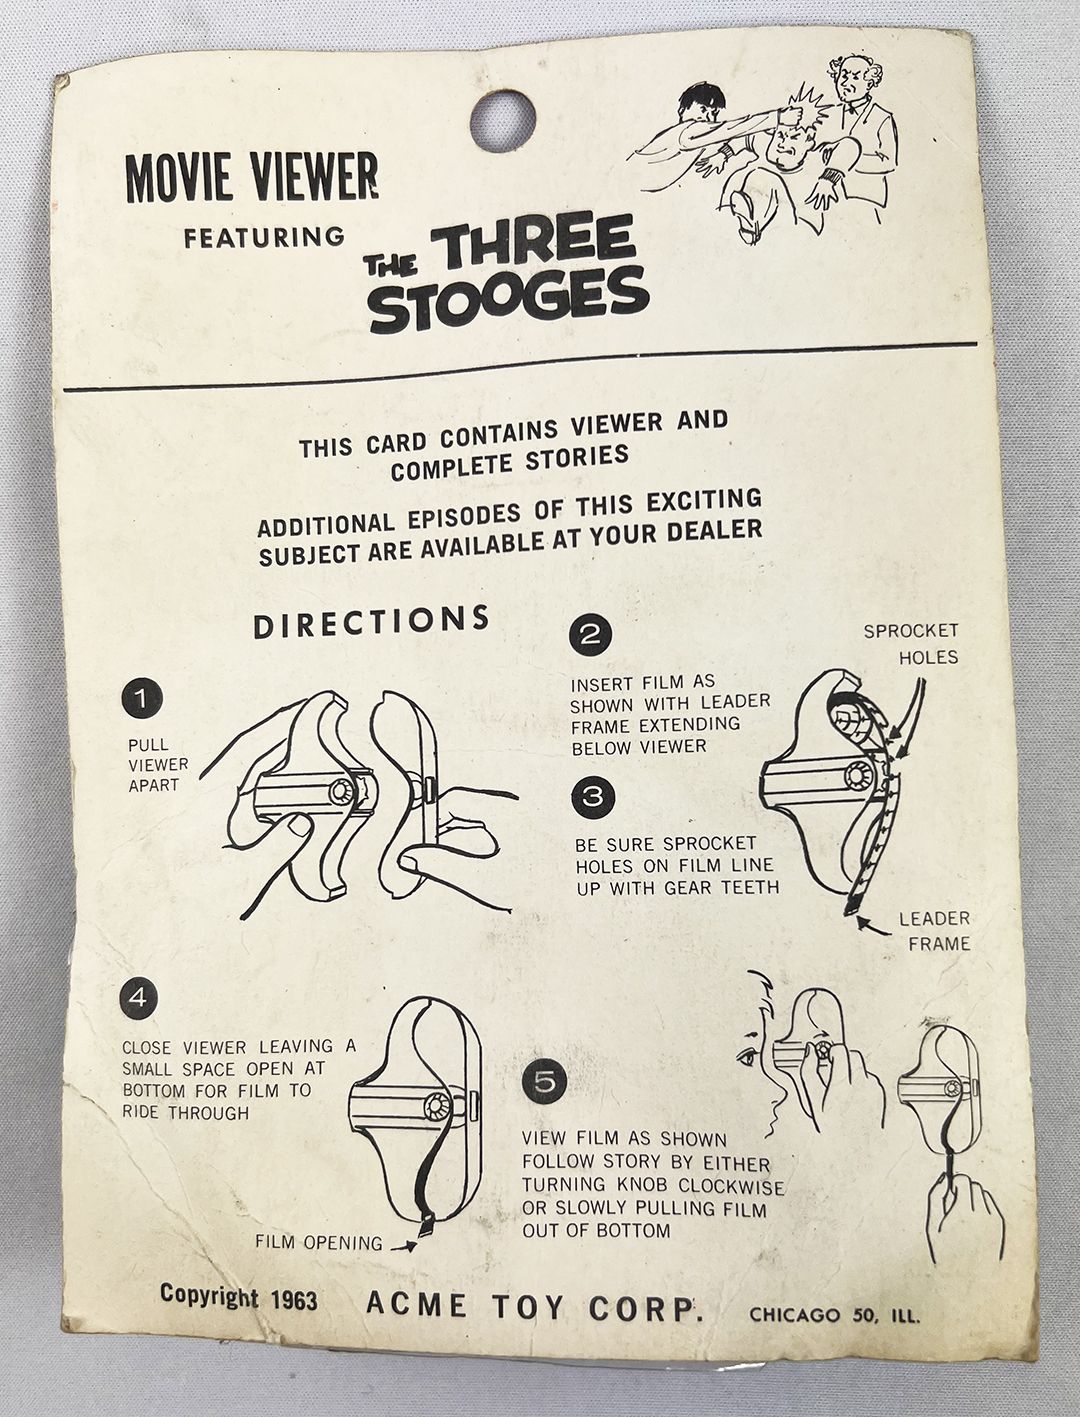 MOVIE VIEWER
FEATURING
THE THREE
STOOGES
THIS CARD CONTAINS VIEWER AND
COMPLETE STORIES
ADDITIONAL EPISODES OF THIS EXCITING
SUBJECT ARE AVAILABLE AT YOUR DEALER
DIRECTIONS
1
PULL
VIEWER
APART
2
INSERT FILM AS
SHOWN WITH LEADER
FRAME EXTENDING
BELOW VIEWER
SPROCKET
HOLES
3
BE SURE SPROCKET
HOLES ON FILM LINE
UP WITH GEAR TEETH
LEADER
FRAME
4
CLOSE VIEWER LEAVING A
SMALL SPACE OPEN AT
BOTTOM FOR FILM TO
RIDE THROUGH
FILM OPENING
5
VIEW FILM AS SHOWN
FOLLOW STORY BY EITHER
TURNING KNOB CLOCKWISE
OR SLOWLY PULLING FILM
OUT OF BOTTOM
Copyright 1963 ACME TOY CORP. CHICAGO 50, ILL.